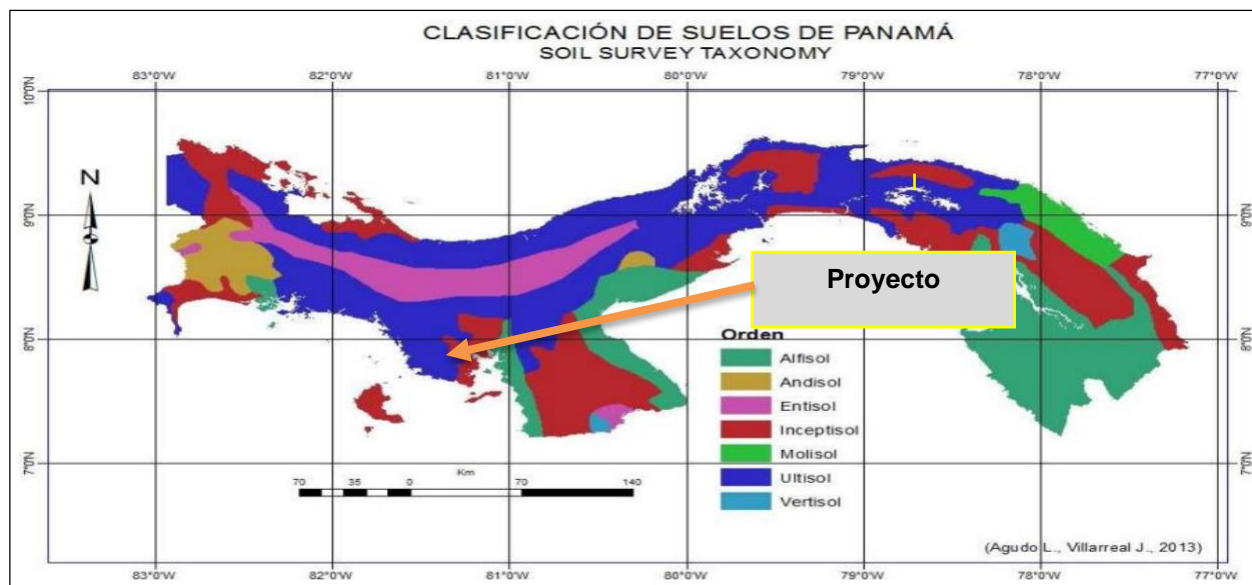 CLASIFICACIÓN DE SUELOS DE PANAMÁ
SOIL SURVEY TAXONOMY
83°0'W 82°0'W 81°0'W 80°0'W 79°0'W 78°0'W 77°0'W
10°0'N
10°0'N
N
9°0'N
9°0'N
Proyecto
8°0'N
8°0'N
Orden
Alfisol
Andisol
Entisol
Inceptisol
Molisol
Ultisol
Vertisol
7°0'N
7°0'N
Km
70 35 0 70 140
(Agudo L., Villarreal J., 2013)
83°0'W 82°0'W 81°0'W 80°0'W 79°0'W 78°0'W 77°0'W